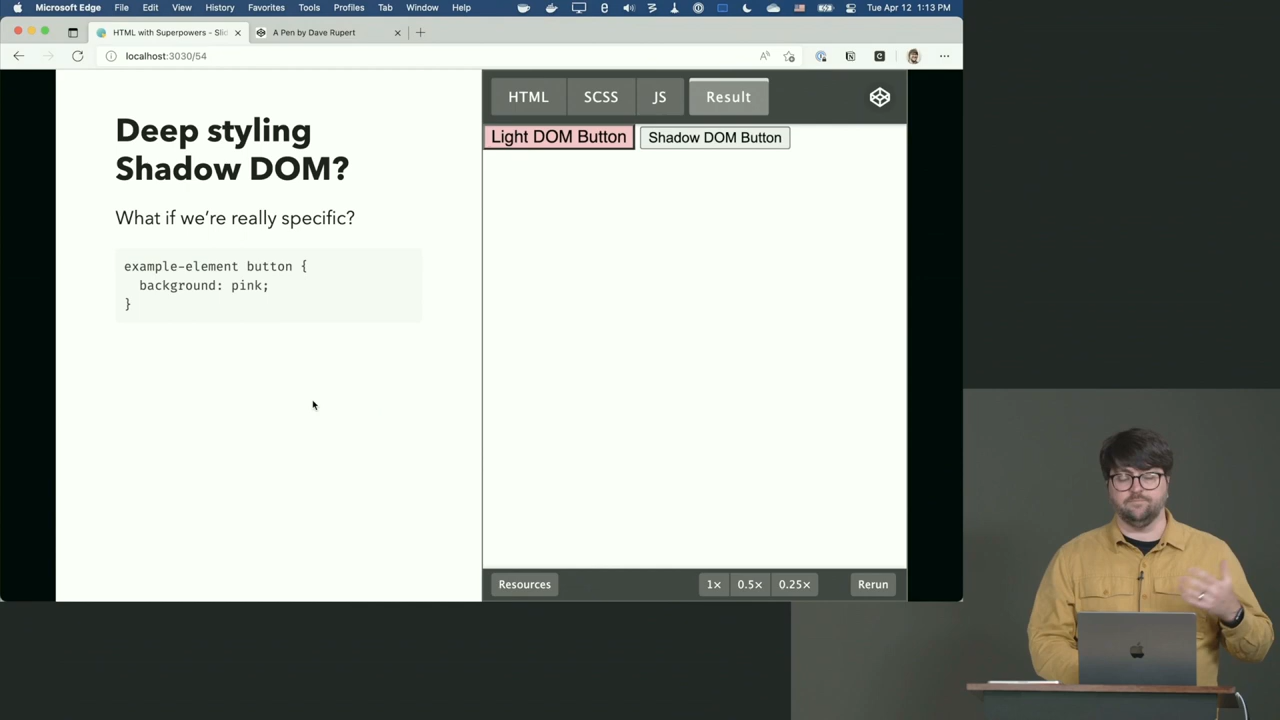 Microsoft Edge File Edit View History Favorites Tools Profiles Tab Window Help Tue Apr 12 1:13 PM
HTML with Superpowers - Slid A Pen by Dave Rupert
localhost:3030/54
Deep styling
Shadow DOM?
What if we're really specific?
example-element button {
background: pink;
}
HTML SCSS JS Result
Light DOM Button Shadow DOM Button
Resources 1× 0.5× 0.25× Rerun